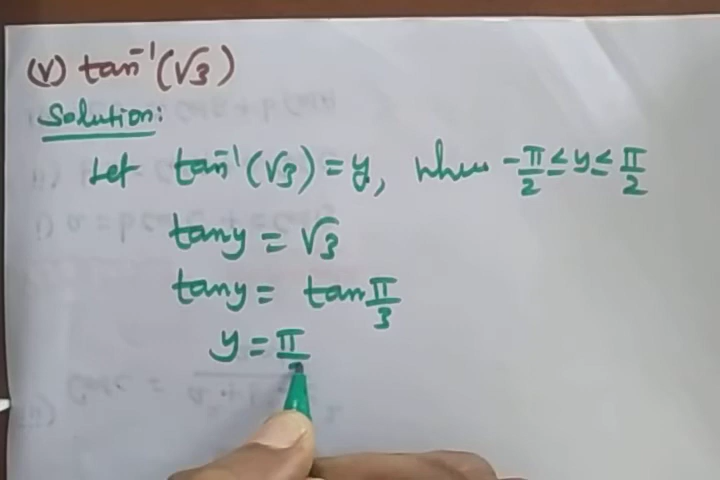 (v) tan⁻¹(√3)
Solution:
Let tan⁻¹(√3) = y, where -π/2 ≤ y ≤ π/2
tany = √3
tany = tan π/3
y = π